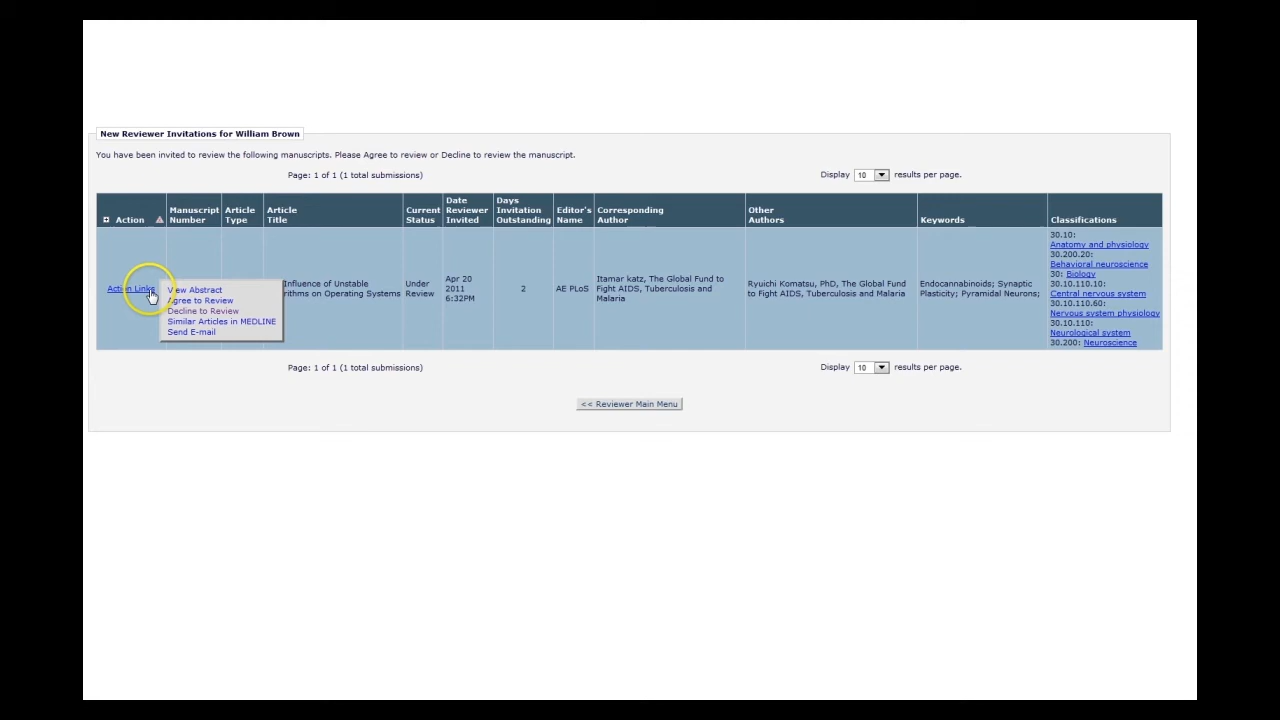 New Reviewer Invitations for William Brown
You have been invited to review the following manuscripts. Please Agree to review or Decline to review the manuscript.
Page: 1 of 1 (1 total submissions)
Display 10 results per page.
Action
Manuscript
Number
Article
Type
Article
Title
Current
Status
Date
Reviewer
Invited
Days
Invitation
Outstanding
Editor's
Name
Corresponding
Author
Other
Authors
Keywords
Classifications
Action Links
View Abstract
Agree to Review
Decline to Review
Similar Articles in MEDLINE
Send E-mail
Influence of Unstable
rithms on Operating Systems
Under
Review
Apr 20
2011
6:32PM
2
AE PLoS
Itamar katz, The Global Fund to
Fight AIDS, Tuberculosis and
Malaria
Ryuichi Komatsu, PhD, The Global Fund
to Fight AIDS, Tuberculosis and Malaria
Endocannabinoids; Synaptic
Plasticity; Pyramidal Neurons;
30.10:
Anatomy and physiology
30.200.20:
Behavioral neuroscience
30: Biology
30.10.110.10:
Central nervous system
30.10.110.60:
Nervous system physiology
30.10.110:
Neurological system
30.200: Neuroscience
Page: 1 of 1 (1 total submissions)
Display 10 results per page.
<< Reviewer Main Menu